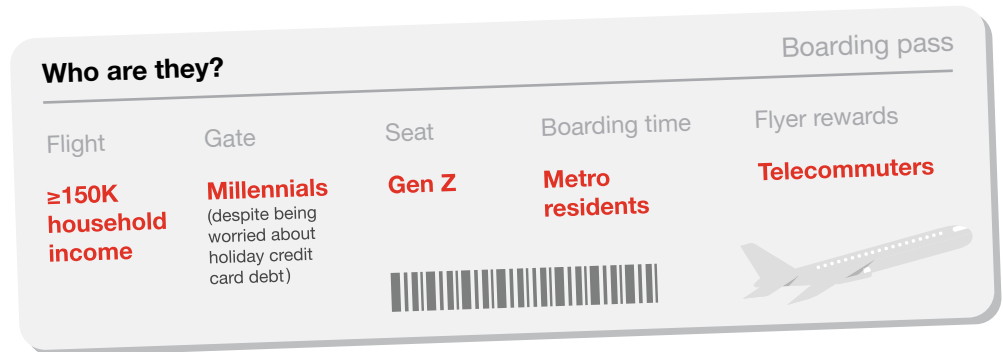 Who are they?
Boarding pass
Flight
≥150K
household
income
Gate
Millennials
(despite being
worried about
holiday credit
card debt)
Seat
Gen Z
Boarding time
Metro
residents
Flyer rewards
Telecommuters